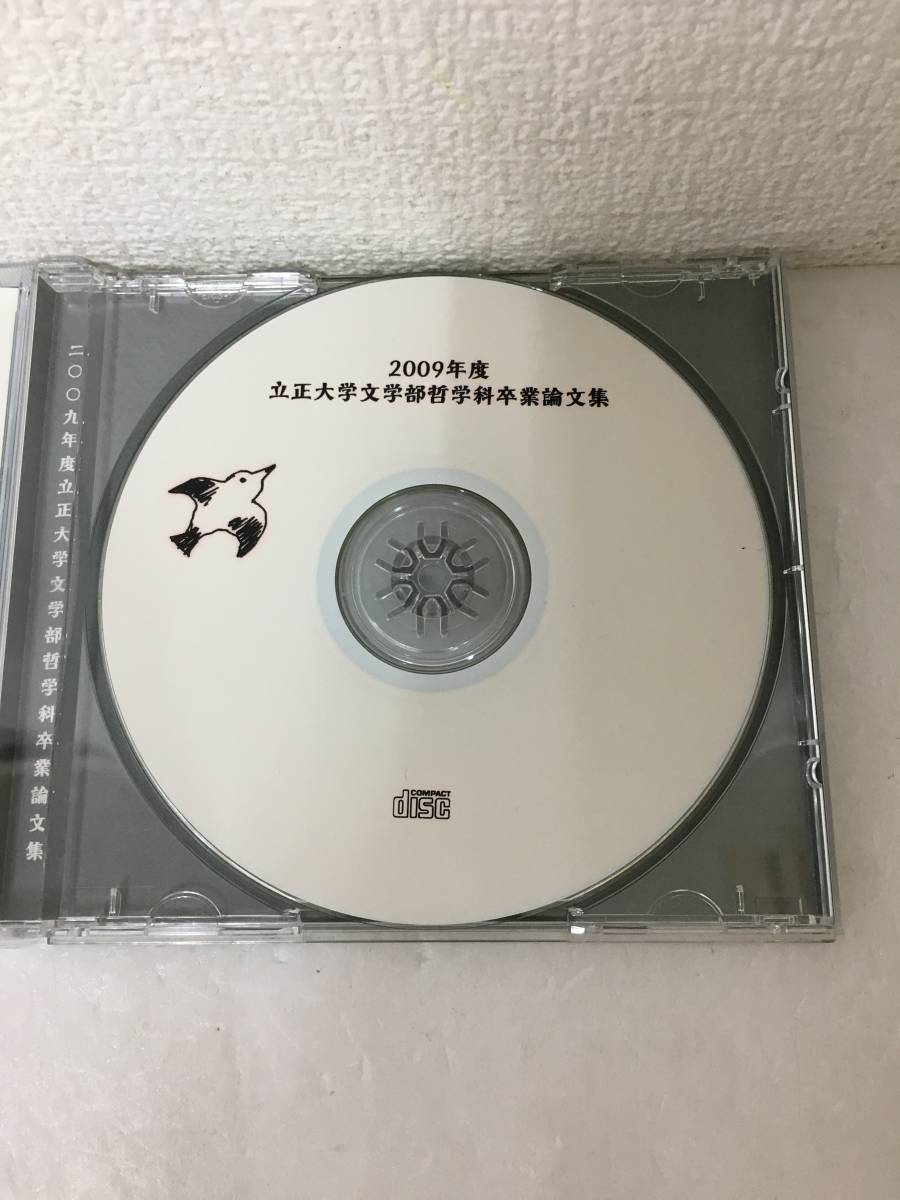 2009年度
立正大学文学部哲学科卒業論文集
COMPACT
disc
二〇〇九年度立正大学文学部哲学科卒業論文集